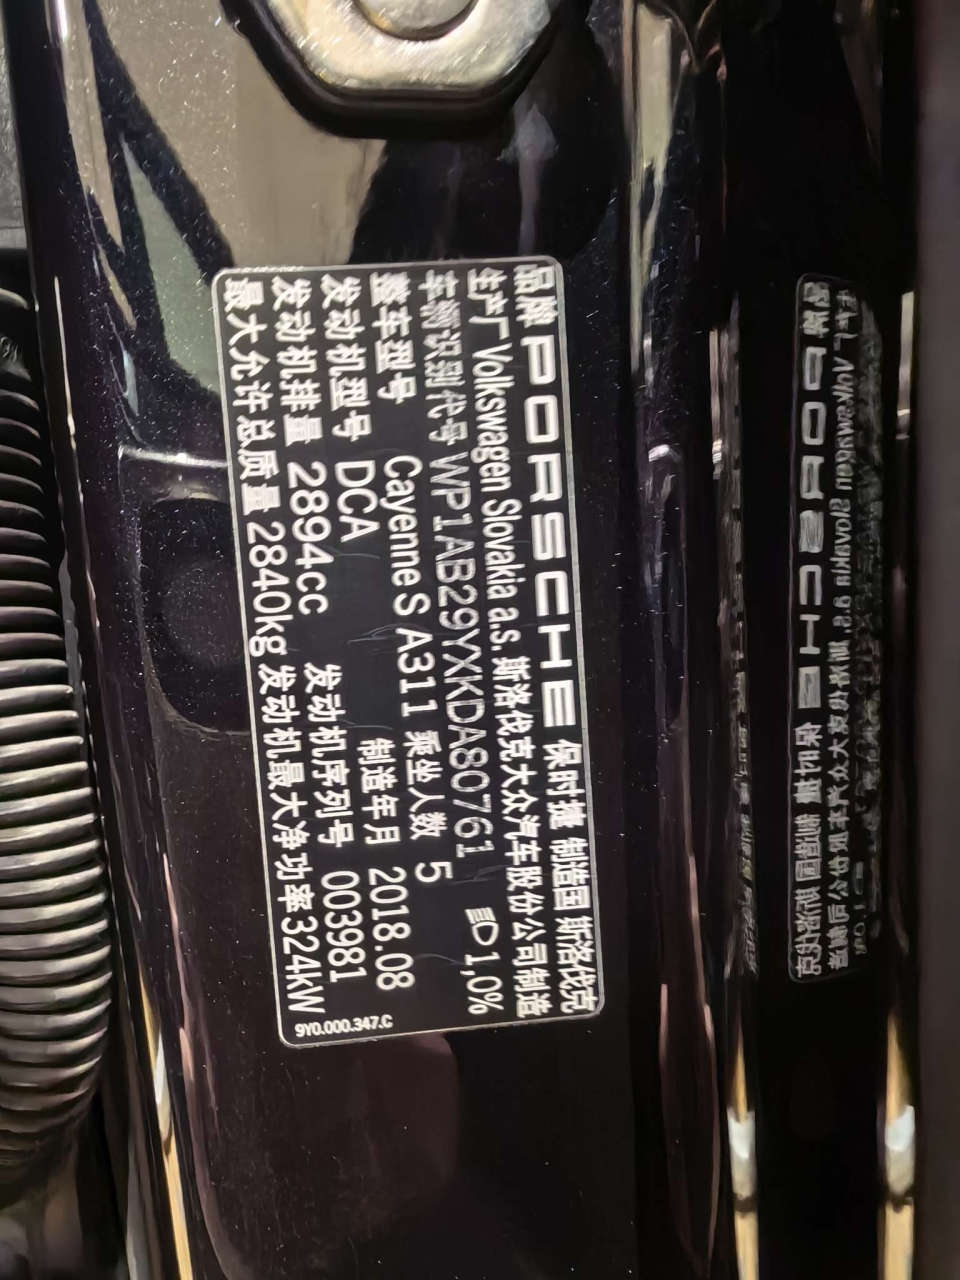 品牌 PORSCHE 保时捷 制造国 斯洛伐克
生产厂 Volkswagen Slovakia a.s. 斯洛伐克大众汽车股份公司制造
车辆识别代号 WP1AB29YXKDA80761 1,0%
整车型号 Cayenne S A311 乘坐人数 5
发动机型号 DCA 制造年月 2018.08
发动机排量 2894cc 发动机序列号 003981
最大允许总质量 2840kg 发动机最大净功率 324kW
9Y0.000.347.C